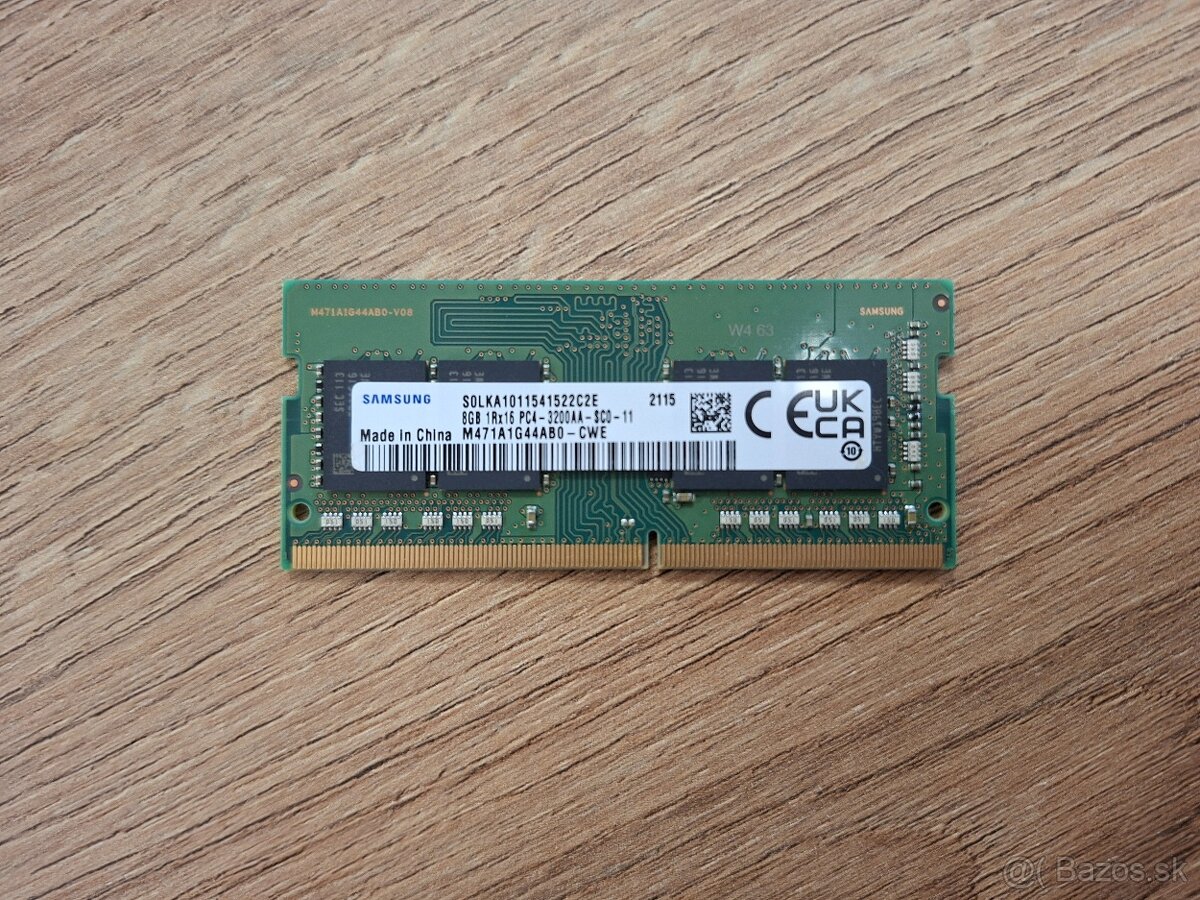 M471A1G44AB0-V08
SAMSUNG
W4 63
SEC 113
SAMSUNG
S0LKA1011541522C2E
2115
8GB 1Rx16 PC4-3200AA-SC0-11
Made in China
M471A1G44AB0-CWE
CE
UK
CA
10
@( Bazos.sk